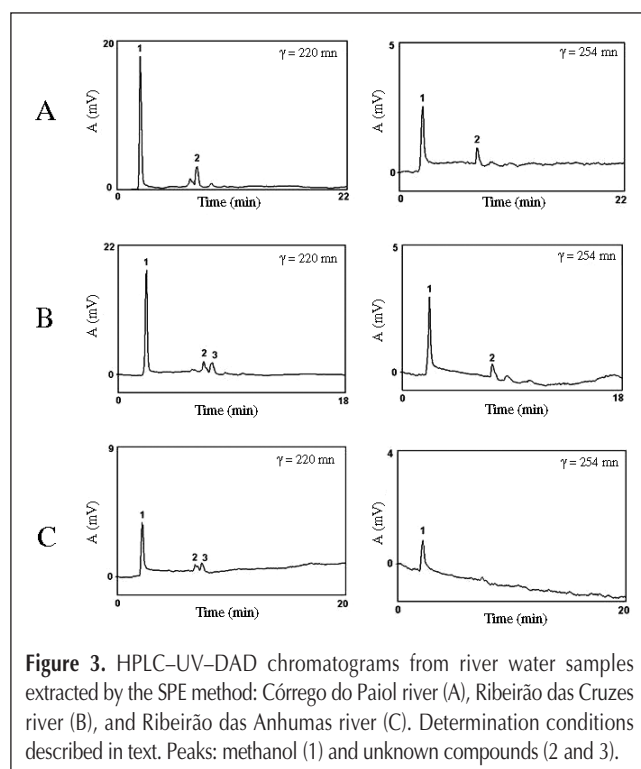 A
A (mV)
20
1
γ = 220 mn
2
0
0
Time (min)
22
A (mV)
5
γ = 254 mn
1
2
0
0
Time (min)
22
B
A (mV)
22
1
γ = 220 mn
2 3
0
0
Time (min)
18
A (mV)
5
γ = 254 mn
1
2
0
0
Time (min)
18
C
A (mV)
9
γ = 220 mn
1
2 3
0
0
Time (min)
20
A (mV)
4
γ = 254 mn
1
0
0
Time (min)
20
Figure 3. HPLC–UV–DAD chromatograms from river water samples
extracted by the SPE method: Córrego do Paiol river (A), Ribeirão das Cruzes
river (B), and Ribeirão das Anhumas river (C). Determination conditions
described in text. Peaks: methanol (1) and unknown compounds (2 and 3).